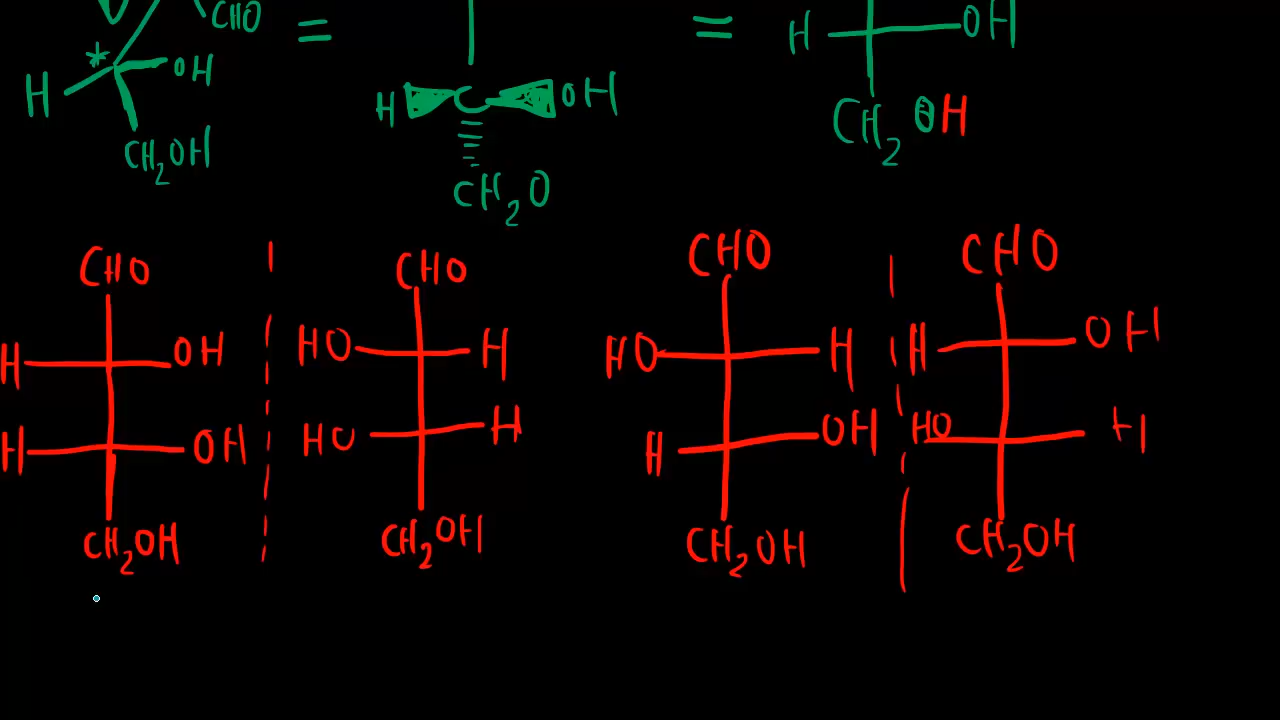 CHO = = H OH
* OH
H H C OH CH2OH
CH2OH CH2O
CHO CHO CHO CHO
H OH HO H HO H H OH
H OH HO H H OH HO H
CH2OH CH2OH CH2OH CH2OH